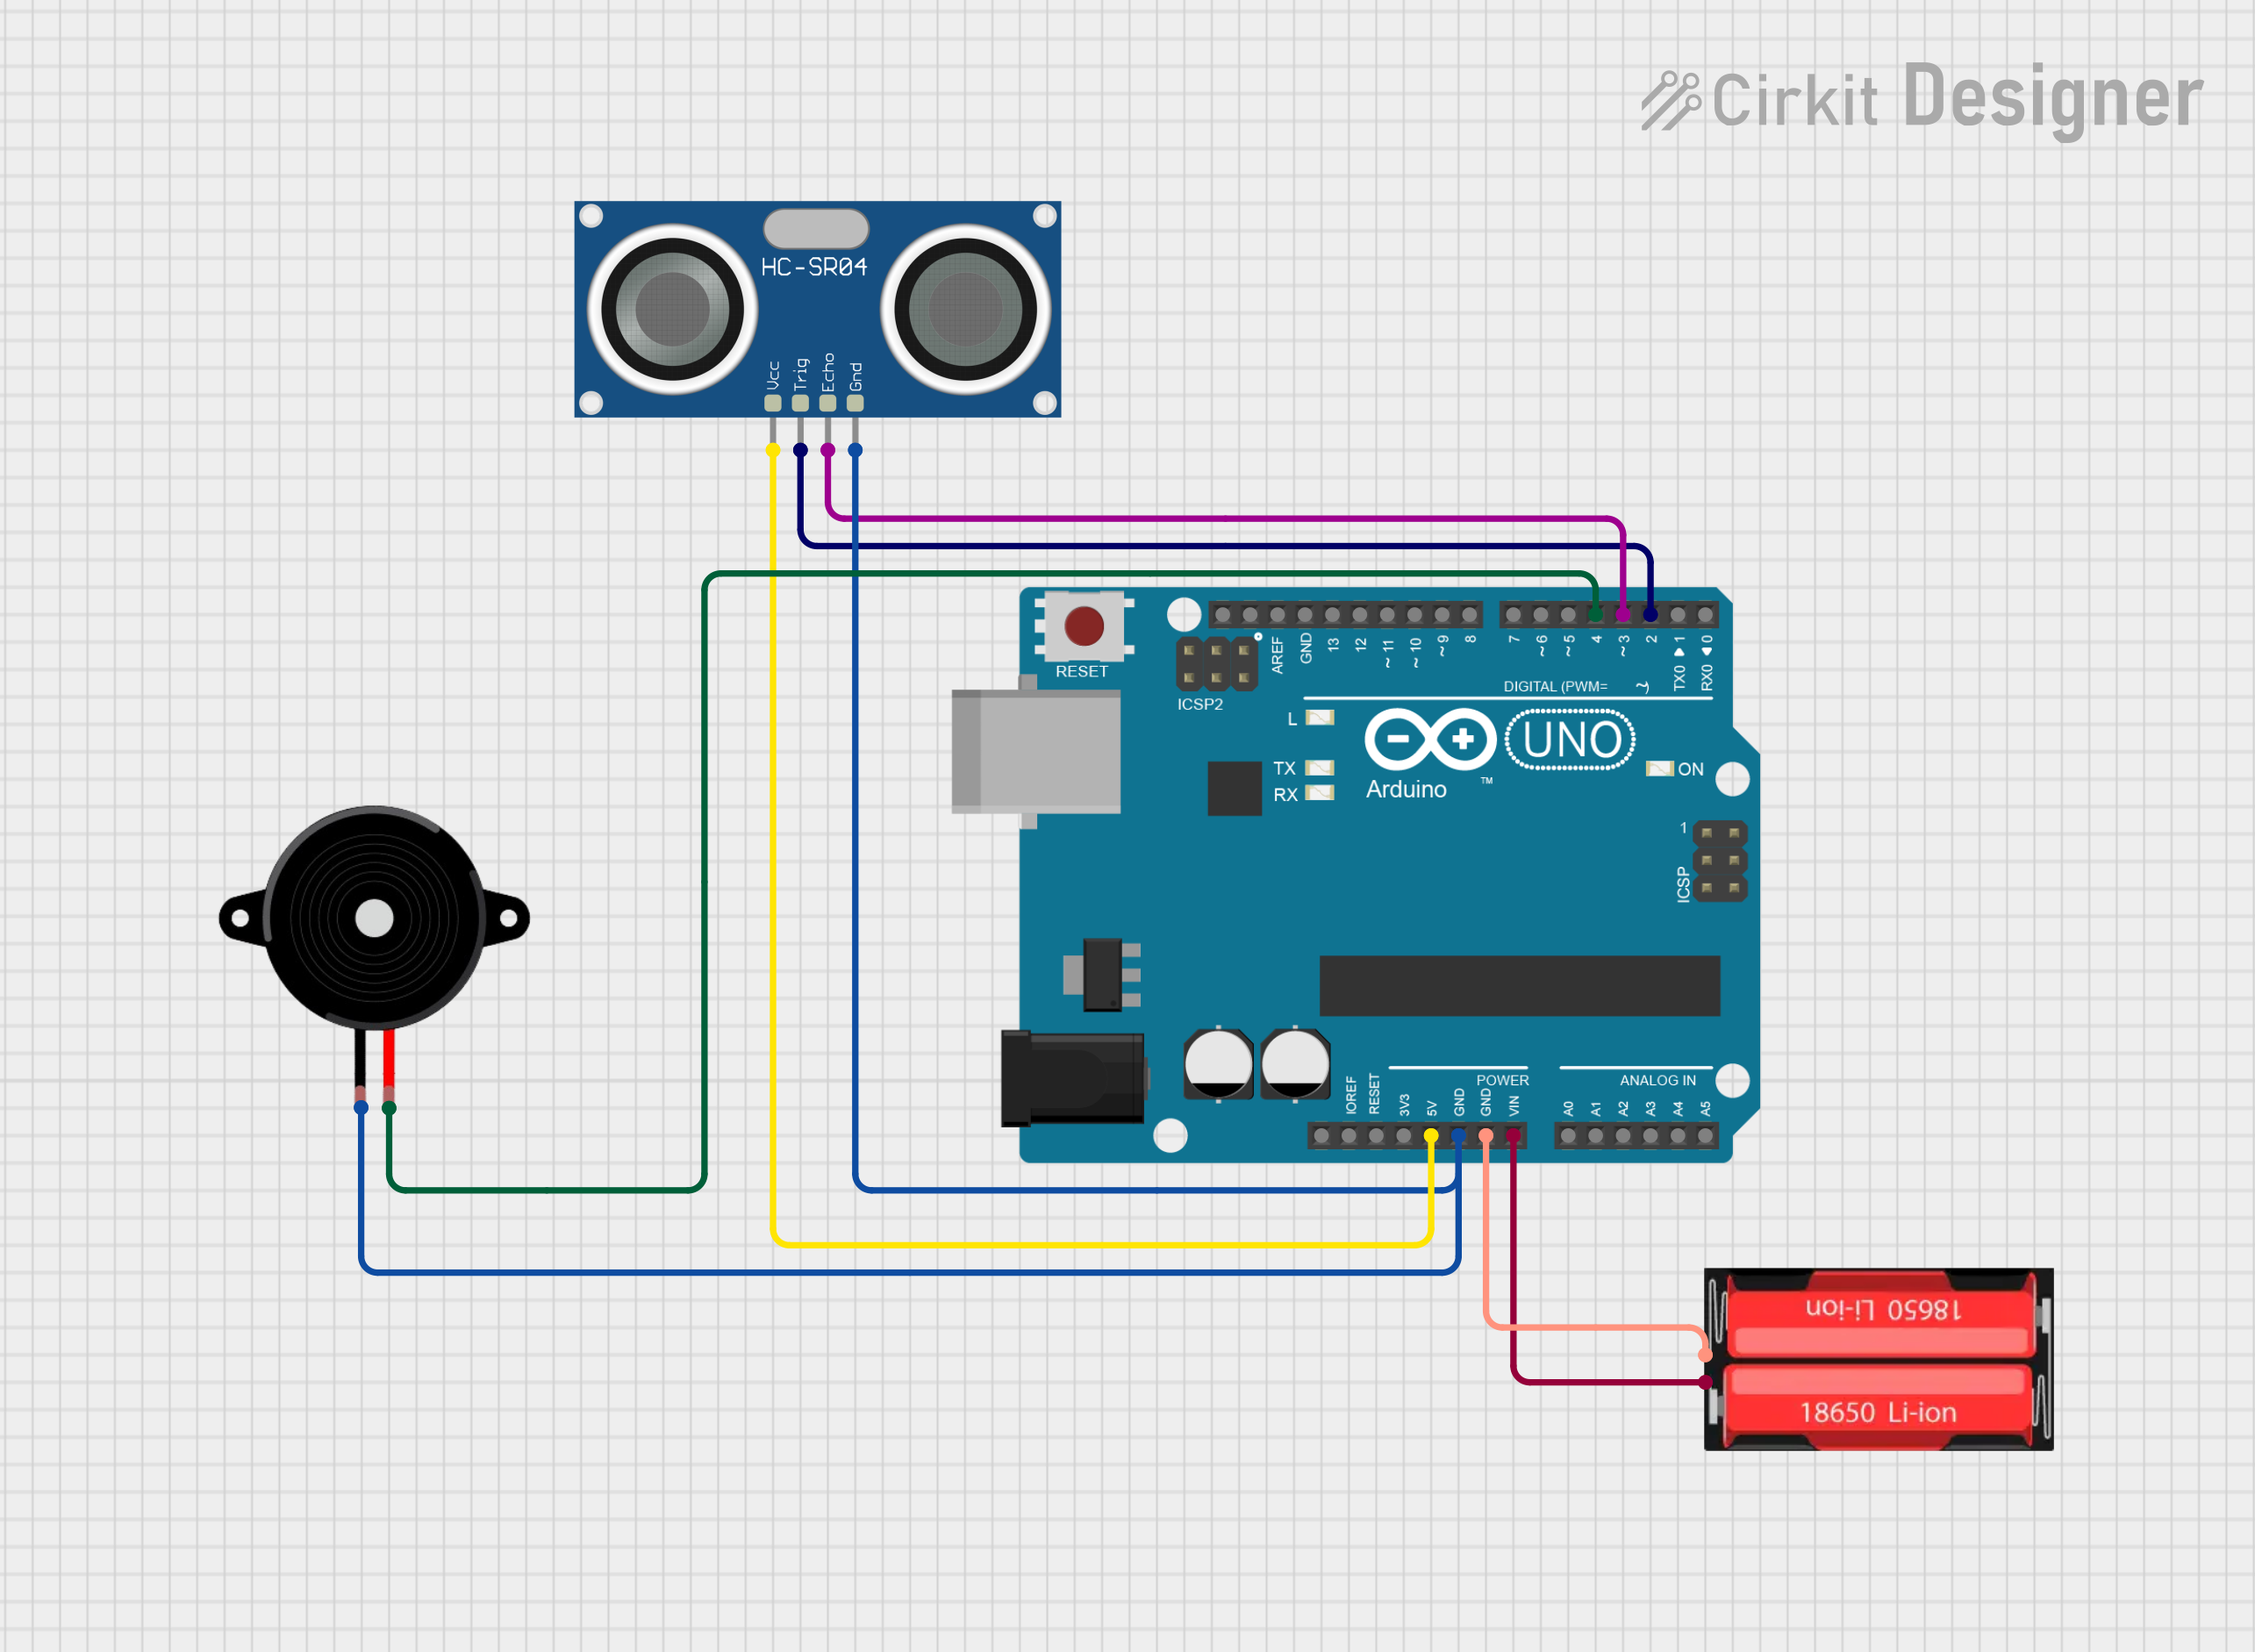 Cirkit Designer
HC-SR04
Vcc
Trig
Echo
Gnd
RESET
ICSP2
AREF
GND
13
12
~11
~10
~9
8
7
~6
~5
4
~3
2
TX0 ▶ 1
RX0 ◀ 0
DIGITAL (PWM= ~)
L
TX
RX
Arduino
TM
UNO
ON
1
ICSP
POWER
ANALOG IN
IOREF
RESET
3V3
5V
GND
GND
VIN
A0
A1
A2
A3
A4
A5
18650 Li-ion
18650 Li-ion